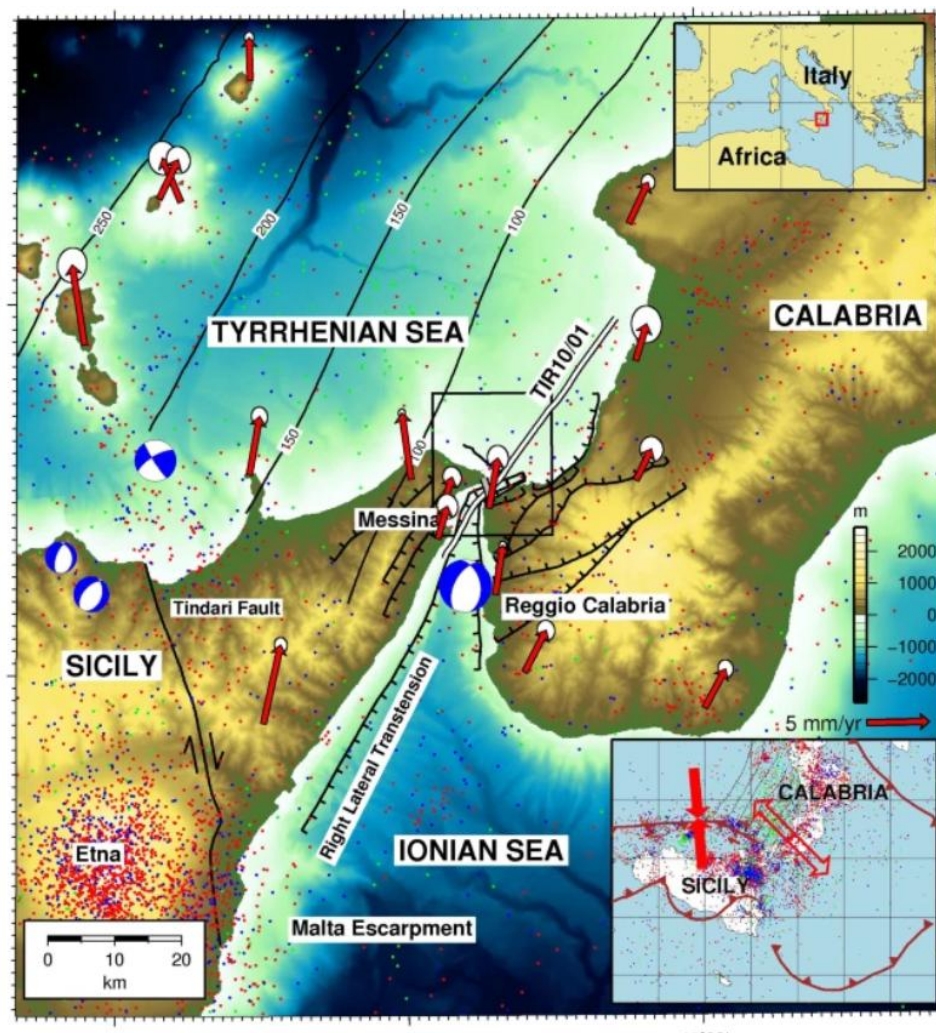 Italy
Africa
250
200
150
100
TYRRHENIAN SEA
CALABRIA
TIR10/01
150
100
Messina
m
2000
1000
0
−1000
−2000
Tindari Fault
Reggio Calabria
SICILY
Right Lateral Transtension
5 mm/yr
CALABRIA
Etna
IONIAN SEA
SICILY
Malta Escarpment
0 10 20
km